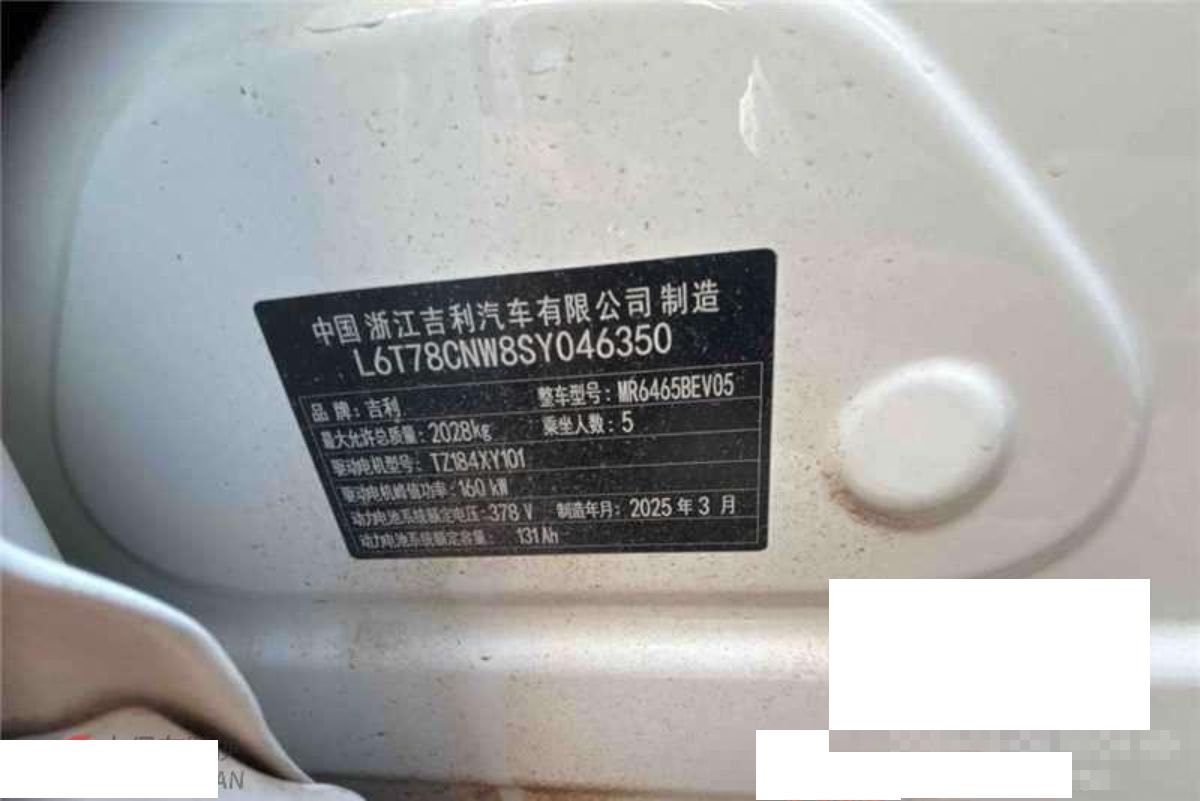 中国 浙江吉利汽车有限公司 制造
L6T78CNW8SY046350
品 牌：吉利 整车型号：MR6465BEV05
最大允许总质量：2028kg 乘坐人数：5
驱动电机型号：TZ184XY101
驱动电机峰值功率：160 kW
动力电池系统额定电压：378 V 制造年月：2025 年 3 月
动力电池系统额定容量： 131Ah